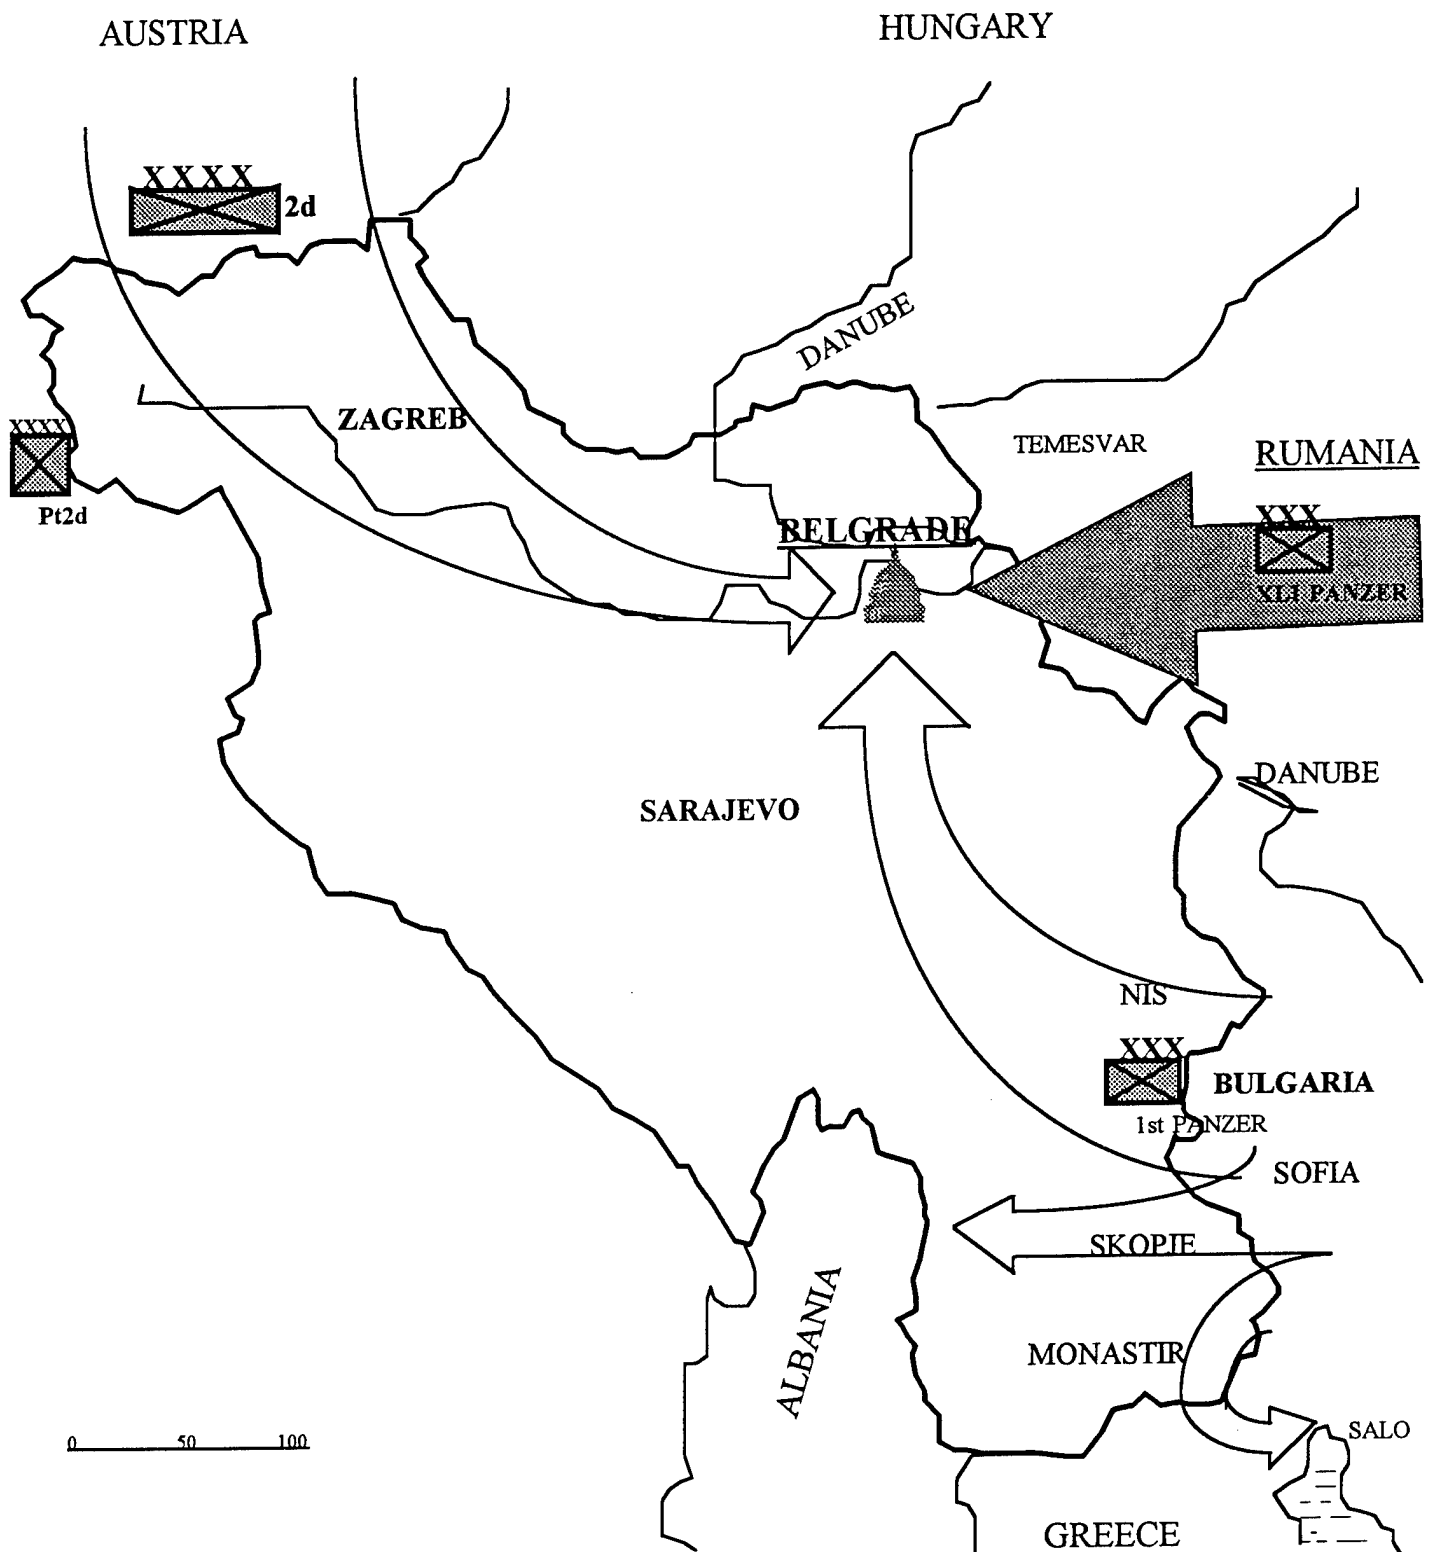 AUSTRIA
HUNGARY
XXXX
2d
DANUBE
ZAGREB
XXXX
TEMESVAR
RUMANIA
Pt2d
XXX
BELGRADE
XLI PANZER
DANUBE
SARAJEVO
NIS
XXX
BULGARIA
1st PANZER
SOFIA
SKOPJE
ALBANIA
MONASTIR
SALO
0 50 100
GREECE